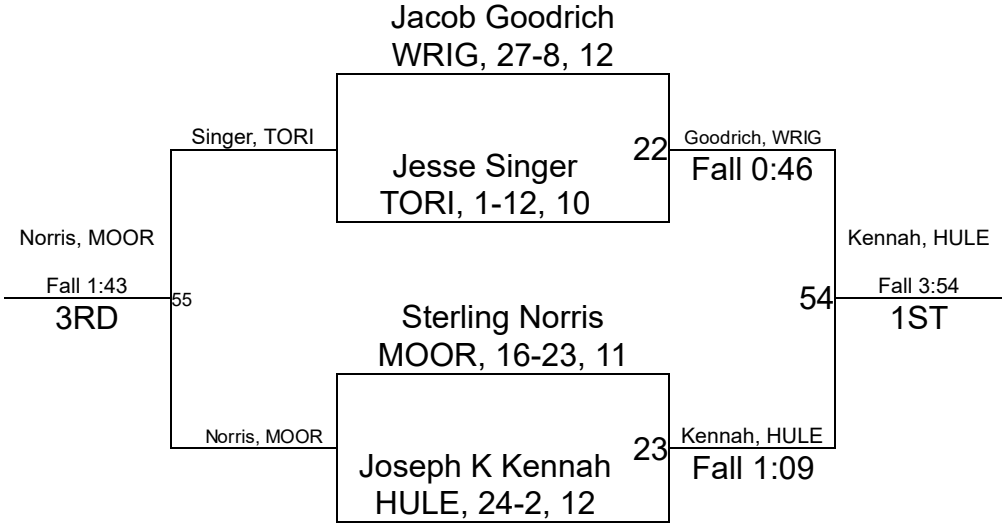 Jacob Goodrich
WRIG, 27-8, 12
Singer, TORI
22
Goodrich, WRIG
Jesse Singer
Fall 0:46
TORI, 1-12, 10
Norris, MOOR
Kennah, HULE
Fall 1:43
55
54
Fall 3:54
3RD
1ST
Sterling Norris
MOOR, 16-23, 11
Norris, MOOR
23
Kennah, HULE
Joseph K Kennah
Fall 1:09
HULE, 24-2, 12